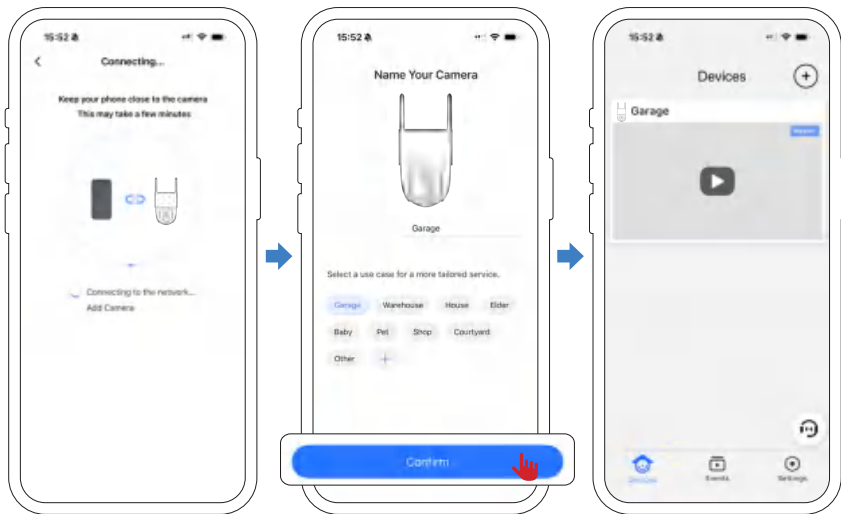 15:52
Connecting...
Keep your phone close to the camera
This may take a few minutes
Connecting to the network...
Add Camera
15:52
Name Your Camera
Garage
Select a use case for a more tailored service.
Garage Warehouse House Elder
Baby Pet Shop Courtyard
Other +
Confirm
15:52
Devices
Garage
Devices Events Settings